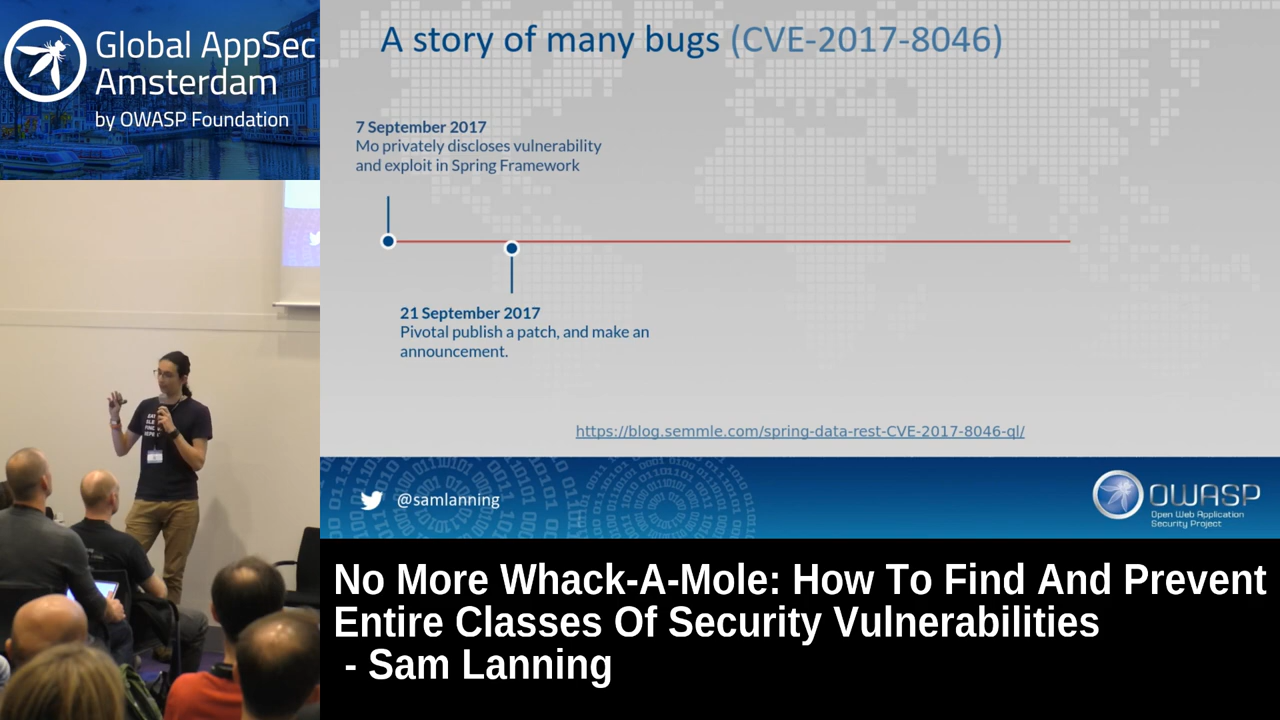 Global AppSec
Amsterdam
by OWASP Foundation
A story of many bugs (CVE-2017-8046)
7 September 2017
Mo privately discloses vulnerability
and exploit in Spring Framework
21 September 2017
Pivotal publish a patch, and make an
announcement.
https://blog.semmle.com/spring-data-rest-CVE-2017-8046-ql/
@samlanning
OWASP
Open Web Application
Security Project
No More Whack-A-Mole: How To Find And Prevent
Entire Classes Of Security Vulnerabilities
- Sam Lanning